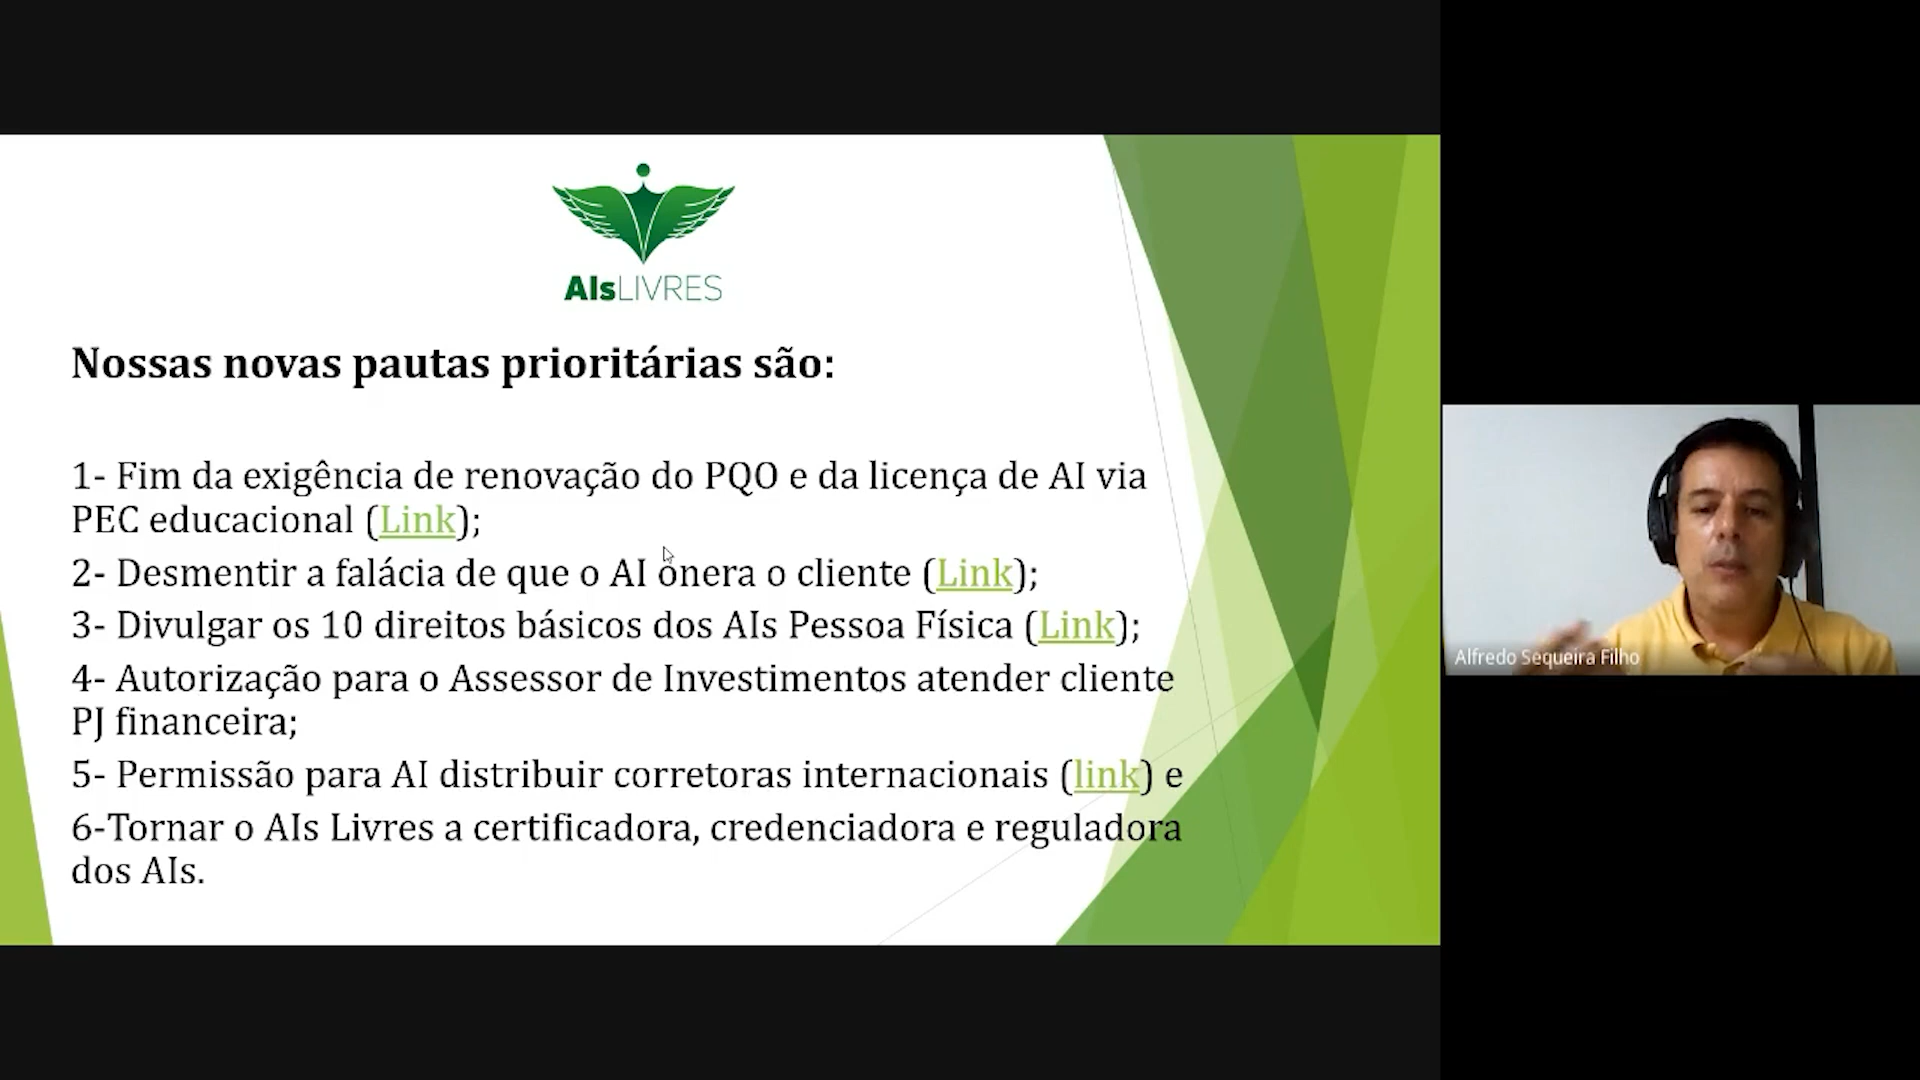 AIsLIVRES
Nossas novas pautas prioritárias são:
1- Fim da exigência de renovação do PQO e da licença de AI via
PEC educacional (Link);
2- Desmentir a falácia de que o AI onera o cliente (Link);
3- Divulgar os 10 direitos básicos dos AIs Pessoa Física (Link);
4- Autorização para o Assessor de Investimentos atender cliente
PJ financeira;
5- Permissão para AI distribuir corretoras internacionais (link) e
6-Tornar o AIs Livres a certificadora, credenciadora e reguladora
dos AIs.
Alfredo Sequeira Filho